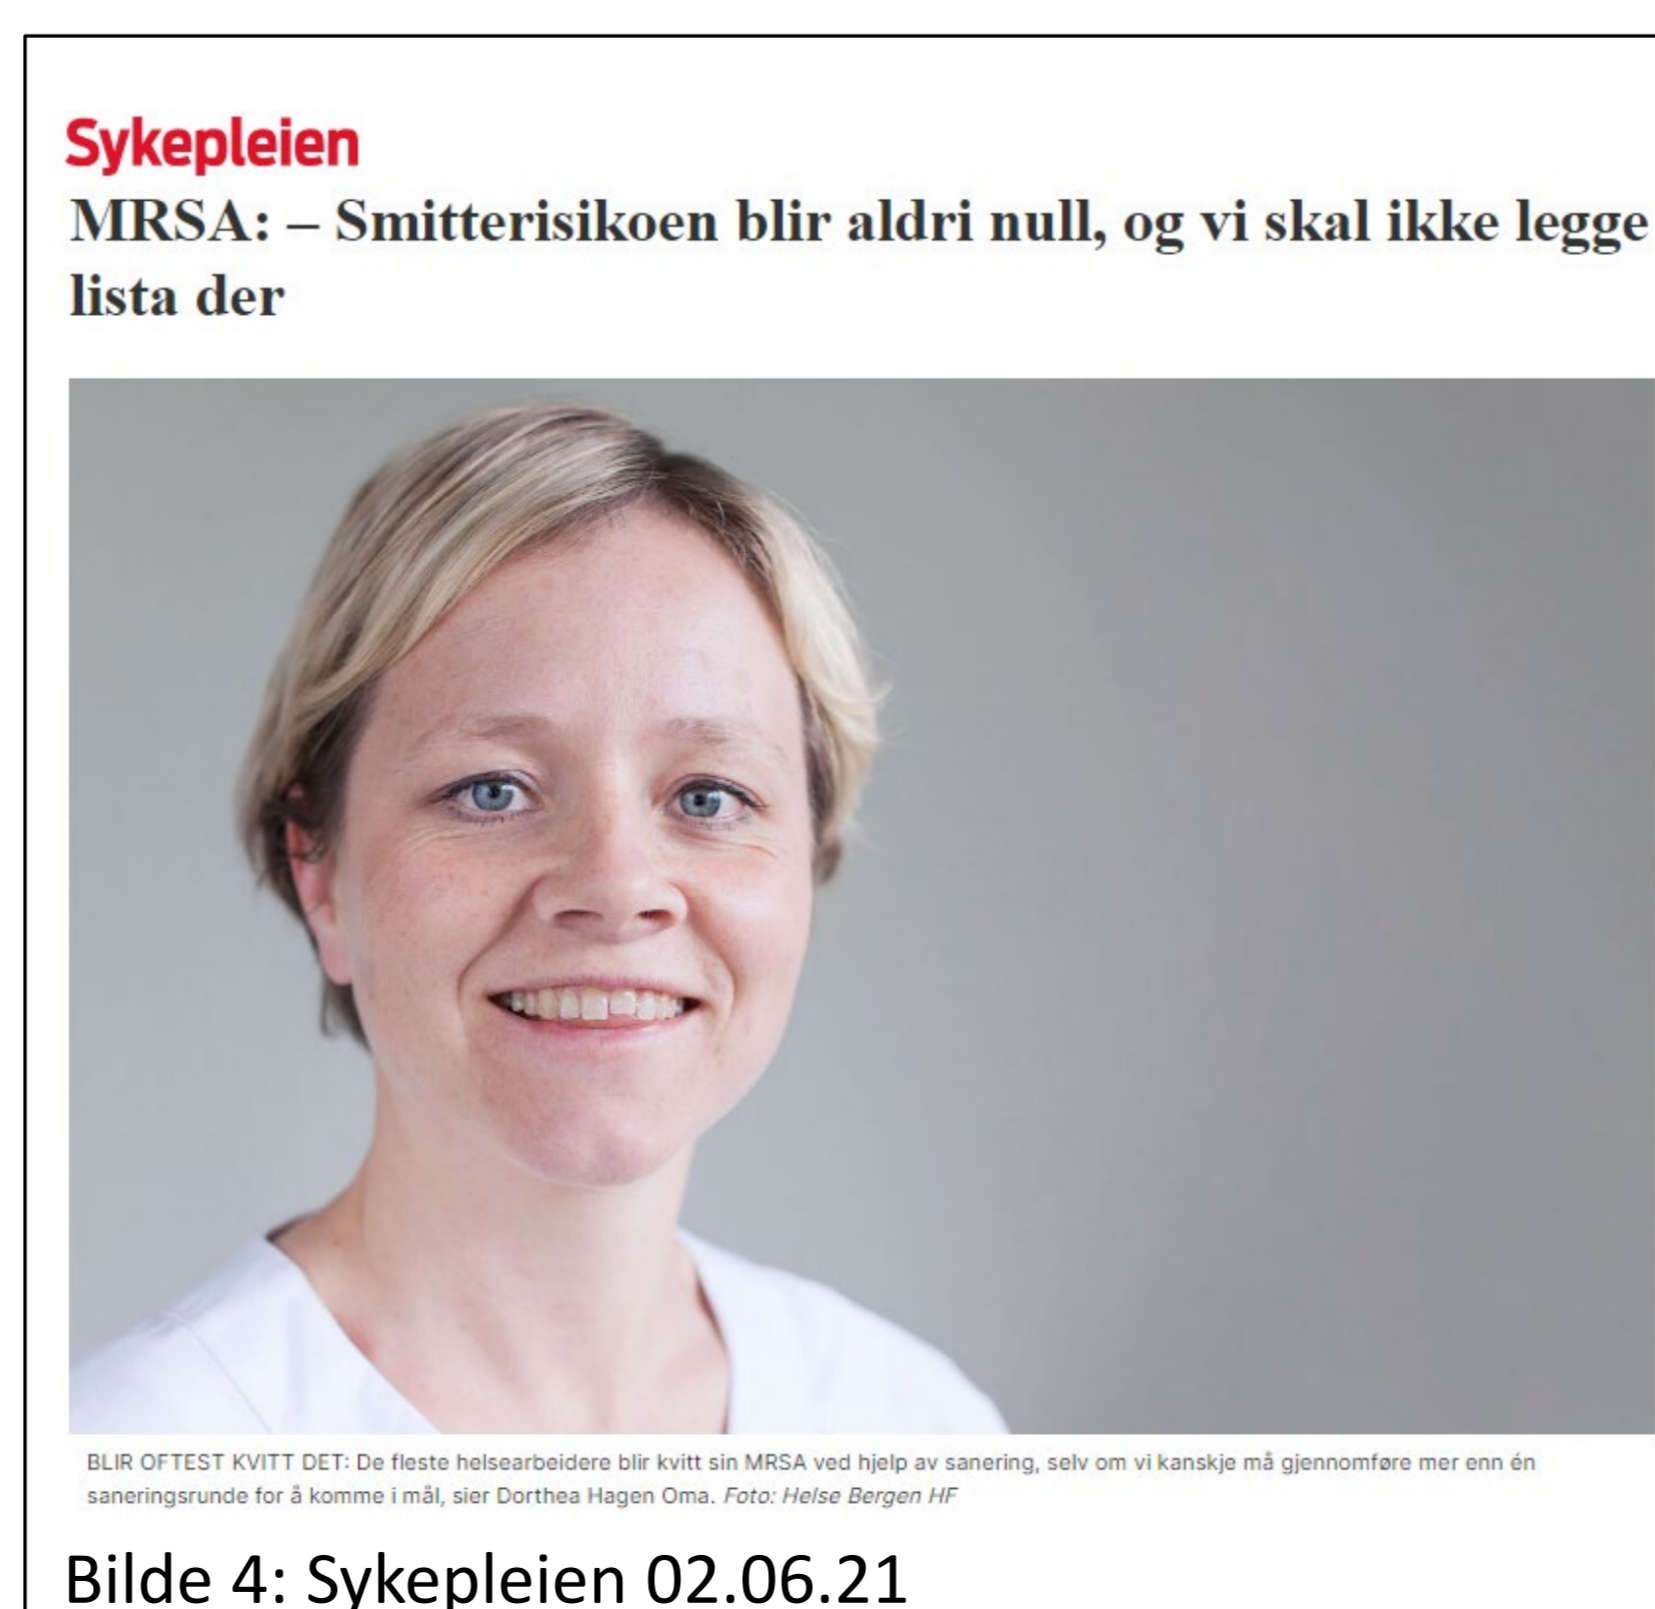 Sykepleien
MRSA: – Smitterisikoen blir aldri null, og vi skal ikke legge
lista der
BLIR OFTEST KVITT DET: De fleste helsearbeidere blir kvitt sin MRSA ved hjelp av sanering, selv om vi kanskje må gjennomføre mer enn én
saneringsrunde for å komme i mål, sier Dorthea Hagen Oma. Foto: Helse Bergen HF
Bilde 4: Sykepleien 02.06.21